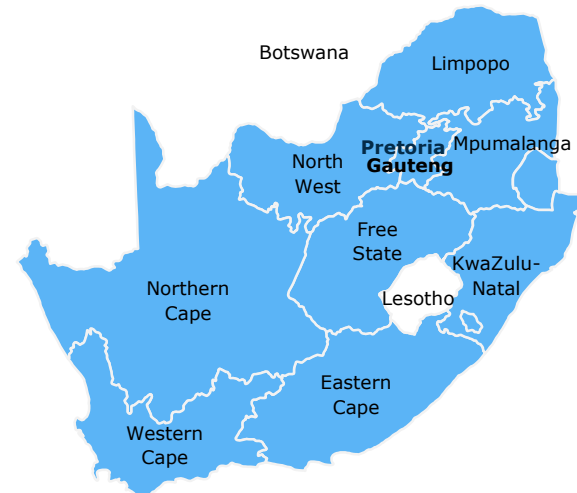 Botswana
Limpopo
Pretoria
Mpumalanga
Gauteng
North
West
Free
State
KwaZulu-
Natal
Lesotho
Northern
Cape
Eastern
Cape
Western
Cape